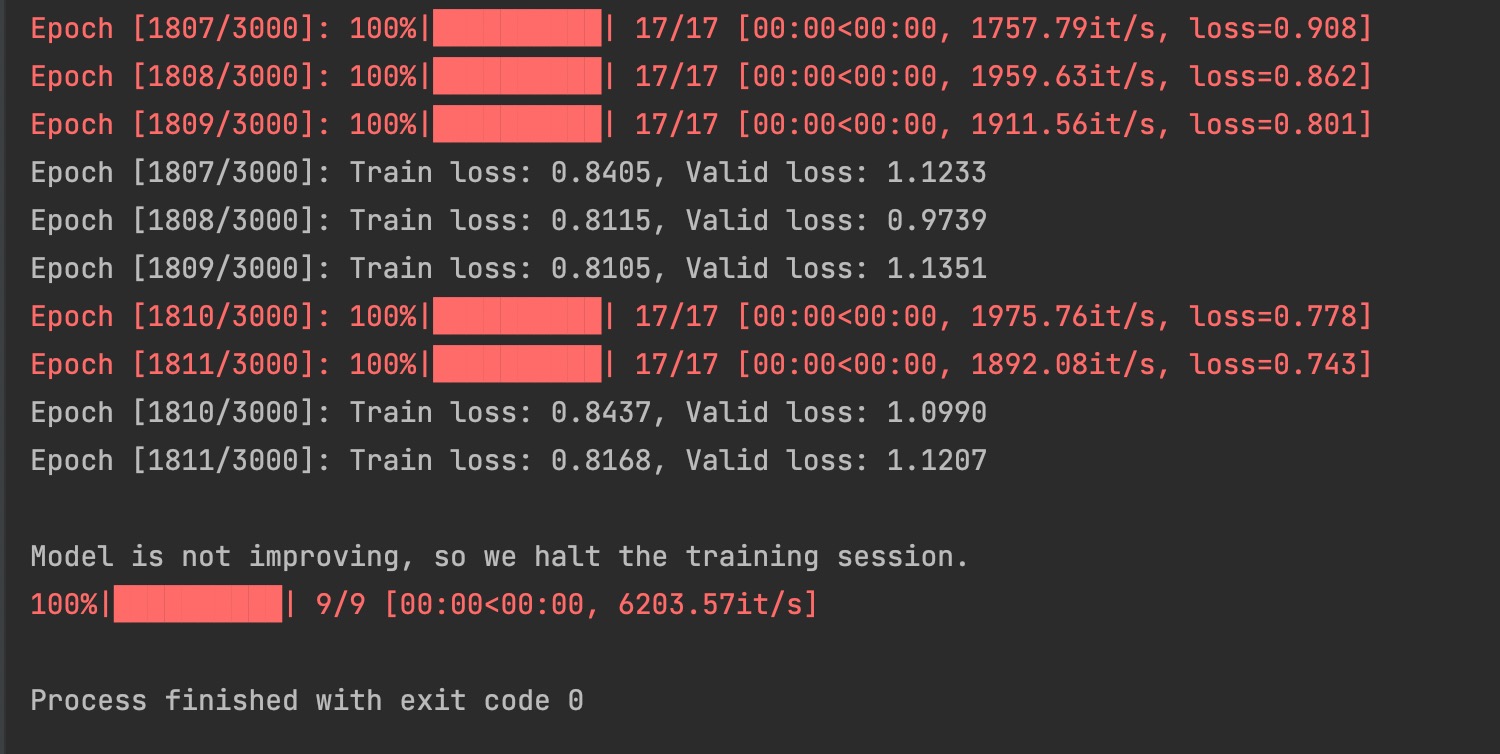 Epoch [1807/3000]: 100%|██████████| 17/17 [00:00<00:00, 1757.79it/s, loss=0.908]
Epoch [1808/3000]: 100%|██████████| 17/17 [00:00<00:00, 1959.63it/s, loss=0.862]
Epoch [1809/3000]: 100%|██████████| 17/17 [00:00<00:00, 1911.56it/s, loss=0.801]
Epoch [1807/3000]: Train loss: 0.8405, Valid loss: 1.1233
Epoch [1808/3000]: Train loss: 0.8115, Valid loss: 0.9739
Epoch [1809/3000]: Train loss: 0.8105, Valid loss: 1.1351
Epoch [1810/3000]: 100%|██████████| 17/17 [00:00<00:00, 1975.76it/s, loss=0.778]
Epoch [1811/3000]: 100%|██████████| 17/17 [00:00<00:00, 1892.08it/s, loss=0.743]
Epoch [1810/3000]: Train loss: 0.8437, Valid loss: 1.0990
Epoch [1811/3000]: Train loss: 0.8168, Valid loss: 1.1207
Model is not improving, so we halt the training session.
100%|██████████| 9/9 [00:00<00:00, 6203.57it/s]
Process finished with exit code 0